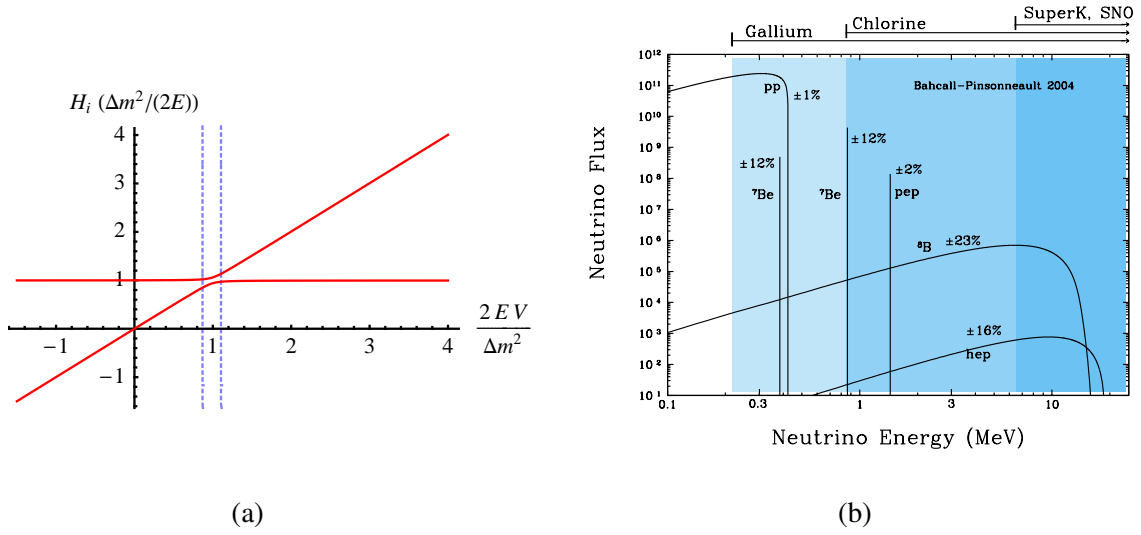 H_i (Δm²/(2E))
4
3
2
1
−1
−1
1
2
3
4
2 E V
Δm²
(a)
SuperK, SNO
Chlorine
Gallium
Bahcall-Pinsonneault 2004
Neutrino Flux
10¹²
10¹¹
10¹⁰
10⁹
10⁸
10⁷
10⁶
10⁵
10⁴
10³
10²
10¹
pp
±1%
±12%
±12%
⁷Be
⁷Be
±2%
pep
⁸B
±23%
±16%
hep
0.1
0.3
1
3
10
Neutrino Energy (MeV)
(b)